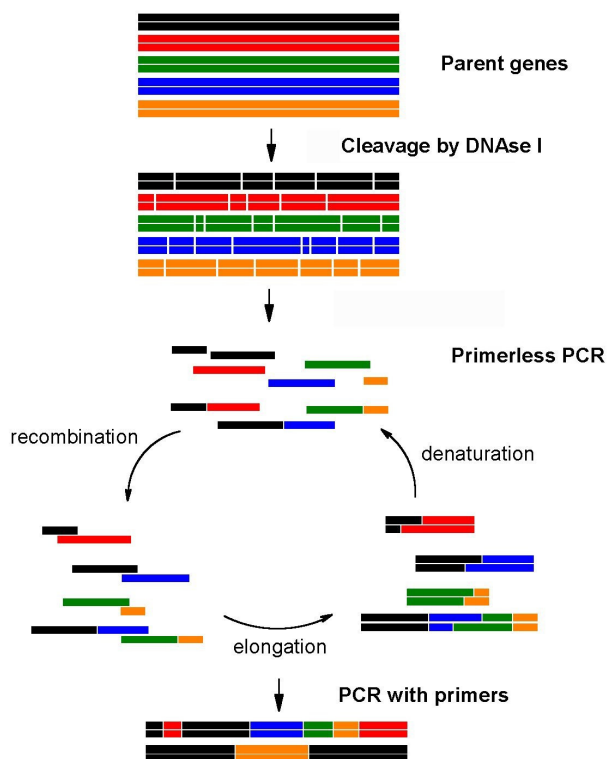 Parent genes
Cleavage by DNAse I
Primerless PCR
recombination
denaturation
elongation
PCR with primers